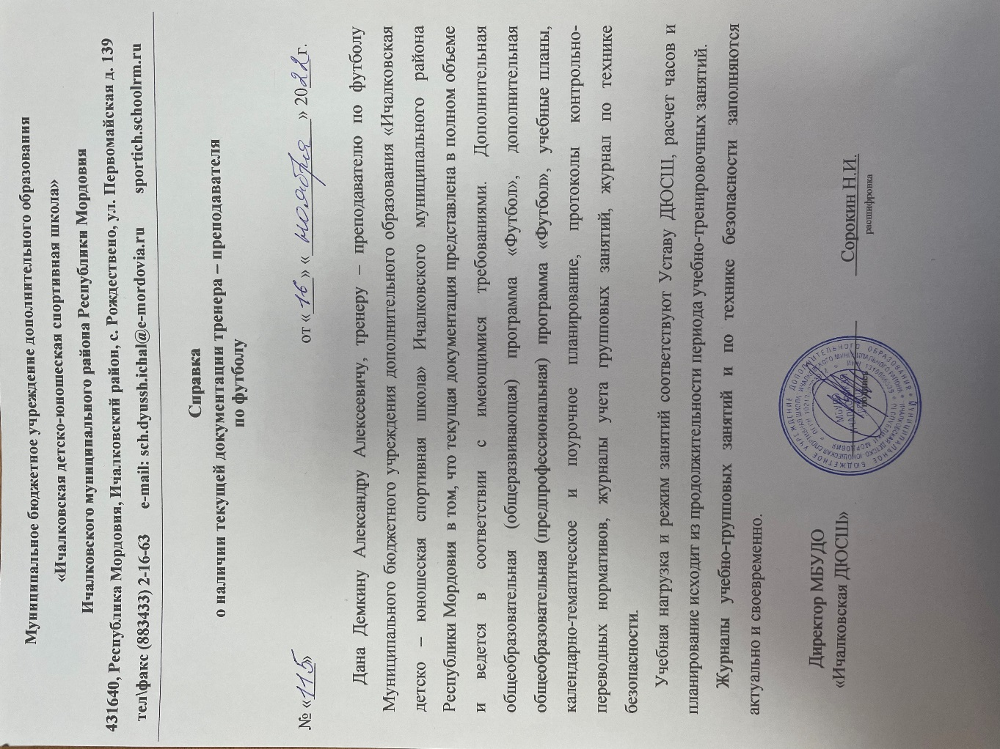 Муниципальное бюджетное учреждение дополнительного образования
«Ичалковская детско-юношеская спортивная школа»
Ичалковского муниципального района Республики Мордовия
431640, Республика Мордовия, Ичалковский район, с. Рождествено, ул. Первомайская д. 139
тел\факс (883433) 2-16-63 e-mail: sch.dyussh.ichal@e-mordovia.ru sportich.schoolrm.ru
Справка
о наличии текущей документации тренера – преподавателя
по футболу
№ «115» от «16» «ноября» 2022г.
Дана Демкину Александру Алексеевичу, тренеру – преподавателю по футболу
Муниципального бюджетного учреждения дополнительного образования «Ичалковская
детско – юношеская спортивная школа» Ичалковского муниципального района
Республики Мордовия в том, что текущая документация представлена в полном объеме
и ведется в соответствии с имеющимися требованиями. Дополнительная
общеобразовательная (общеразвивающая) программа «Футбол», дополнительная
общеобразовательная (предпрофессиональная) программа «Футбол», учебные планы,
календарно-тематическое и поурочное планирование, протоколы контрольно-
переводных нормативов, журналы учета групповых занятий, журнал по технике
безопасности.
Учебная нагрузка и режим занятий соответствуют Уставу ДЮСШ, расчет часов и
планирование исходит из продолжительности периода учебно-тренировочных занятий.
Журналы учебно-групповых занятий и по технике безопасности заполняются
актуально и своевременно.
Директор МБУДО
«Ичалковская ДЮСШ» Сорокин Н.И.
расшифровка
МУНИЦИПАЛЬНОЕ БЮДЖЕТНОЕ УЧРЕЖДЕНИЕ ДОПОЛНИТЕЛЬНОГО ОБРАЗОВАНИЯ